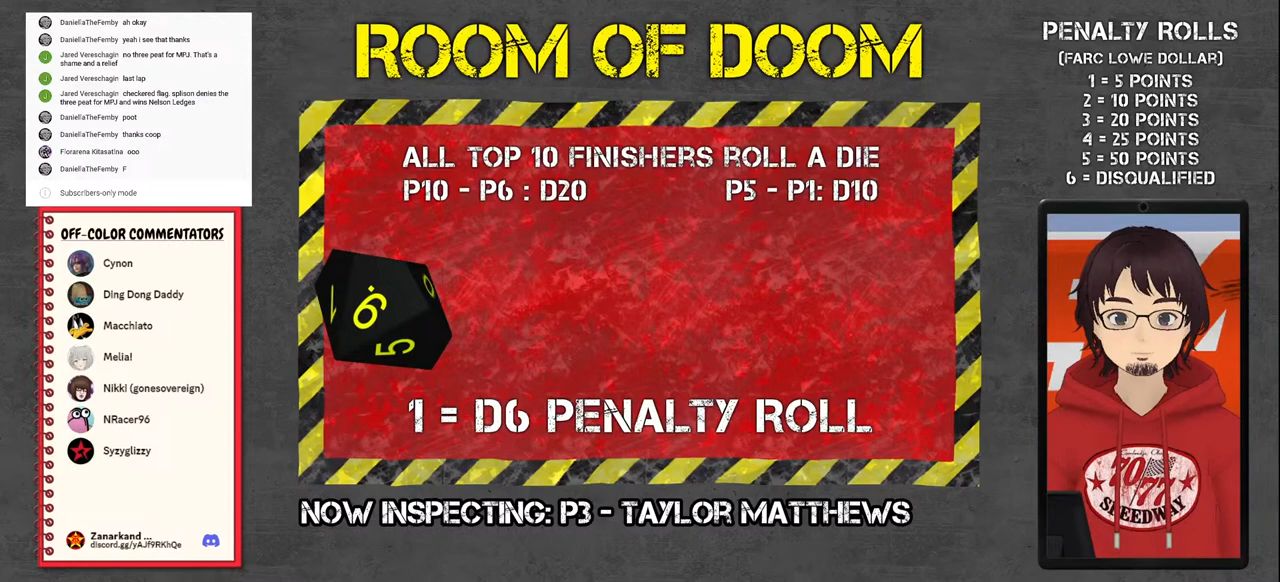 DaniellaTheFemby ah okay
DaniellaTheFemby yeah i see that thanks
Jared Vereschagin no three peat for MPJ. That's a
shame and a relief
Jared Vereschagin last lap
Jared Vereschagin checkered flag. splison denies the
three peat for MPJ and wins Nelson Ledges
DaniellaTheFemby poot
DaniellaTheFemby thanks coop
Florarena Kitasatina ooo
DaniellaTheFemby F
Subscribers-only mode
OFF-COLOR COMMENTATORS
Cynon
Ding Dong Daddy
Macchiato
Melia!
Nikki (gonesovereign)
NRacer96
Syzyglizzy
Zanarkand ...
discord.gg/yAJf9RKhQe
ROOM OF DOOM
ALL TOP 10 FINISHERS ROLL A DIE
P10 - P6 : D20
P5 - P1: D10
6.
5
0
1 = D6 PENALTY ROLL
NOW INSPECTING: P3 - TAYLOR MATTHEWS
PENALTY ROLLS
(FARC LOWE DOLLAR)
1 = 5 POINTS
2 = 10 POINTS
3 = 20 POINTS
4 = 25 POINTS
5 = 50 POINTS
6 = DISQUALIFIED
7077
SPEEDWAY